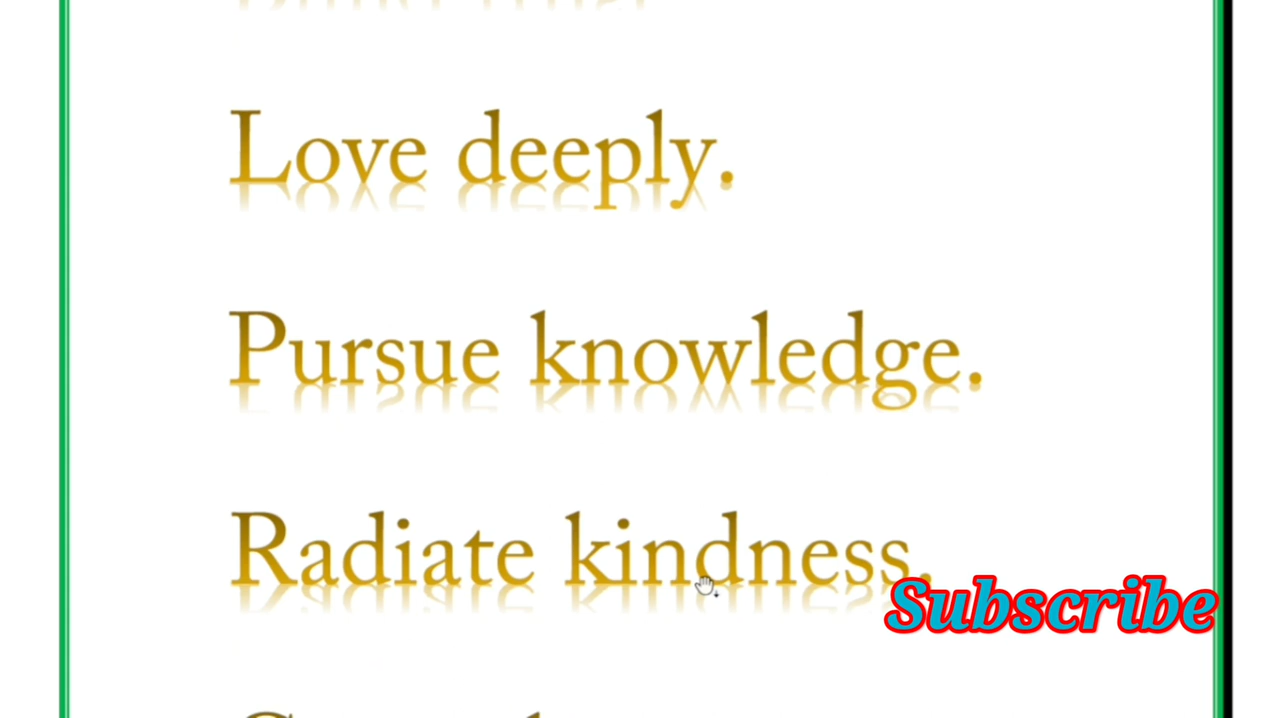 Love deeply.
Pursue knowledge.
Radiate kindness.
Subscribe